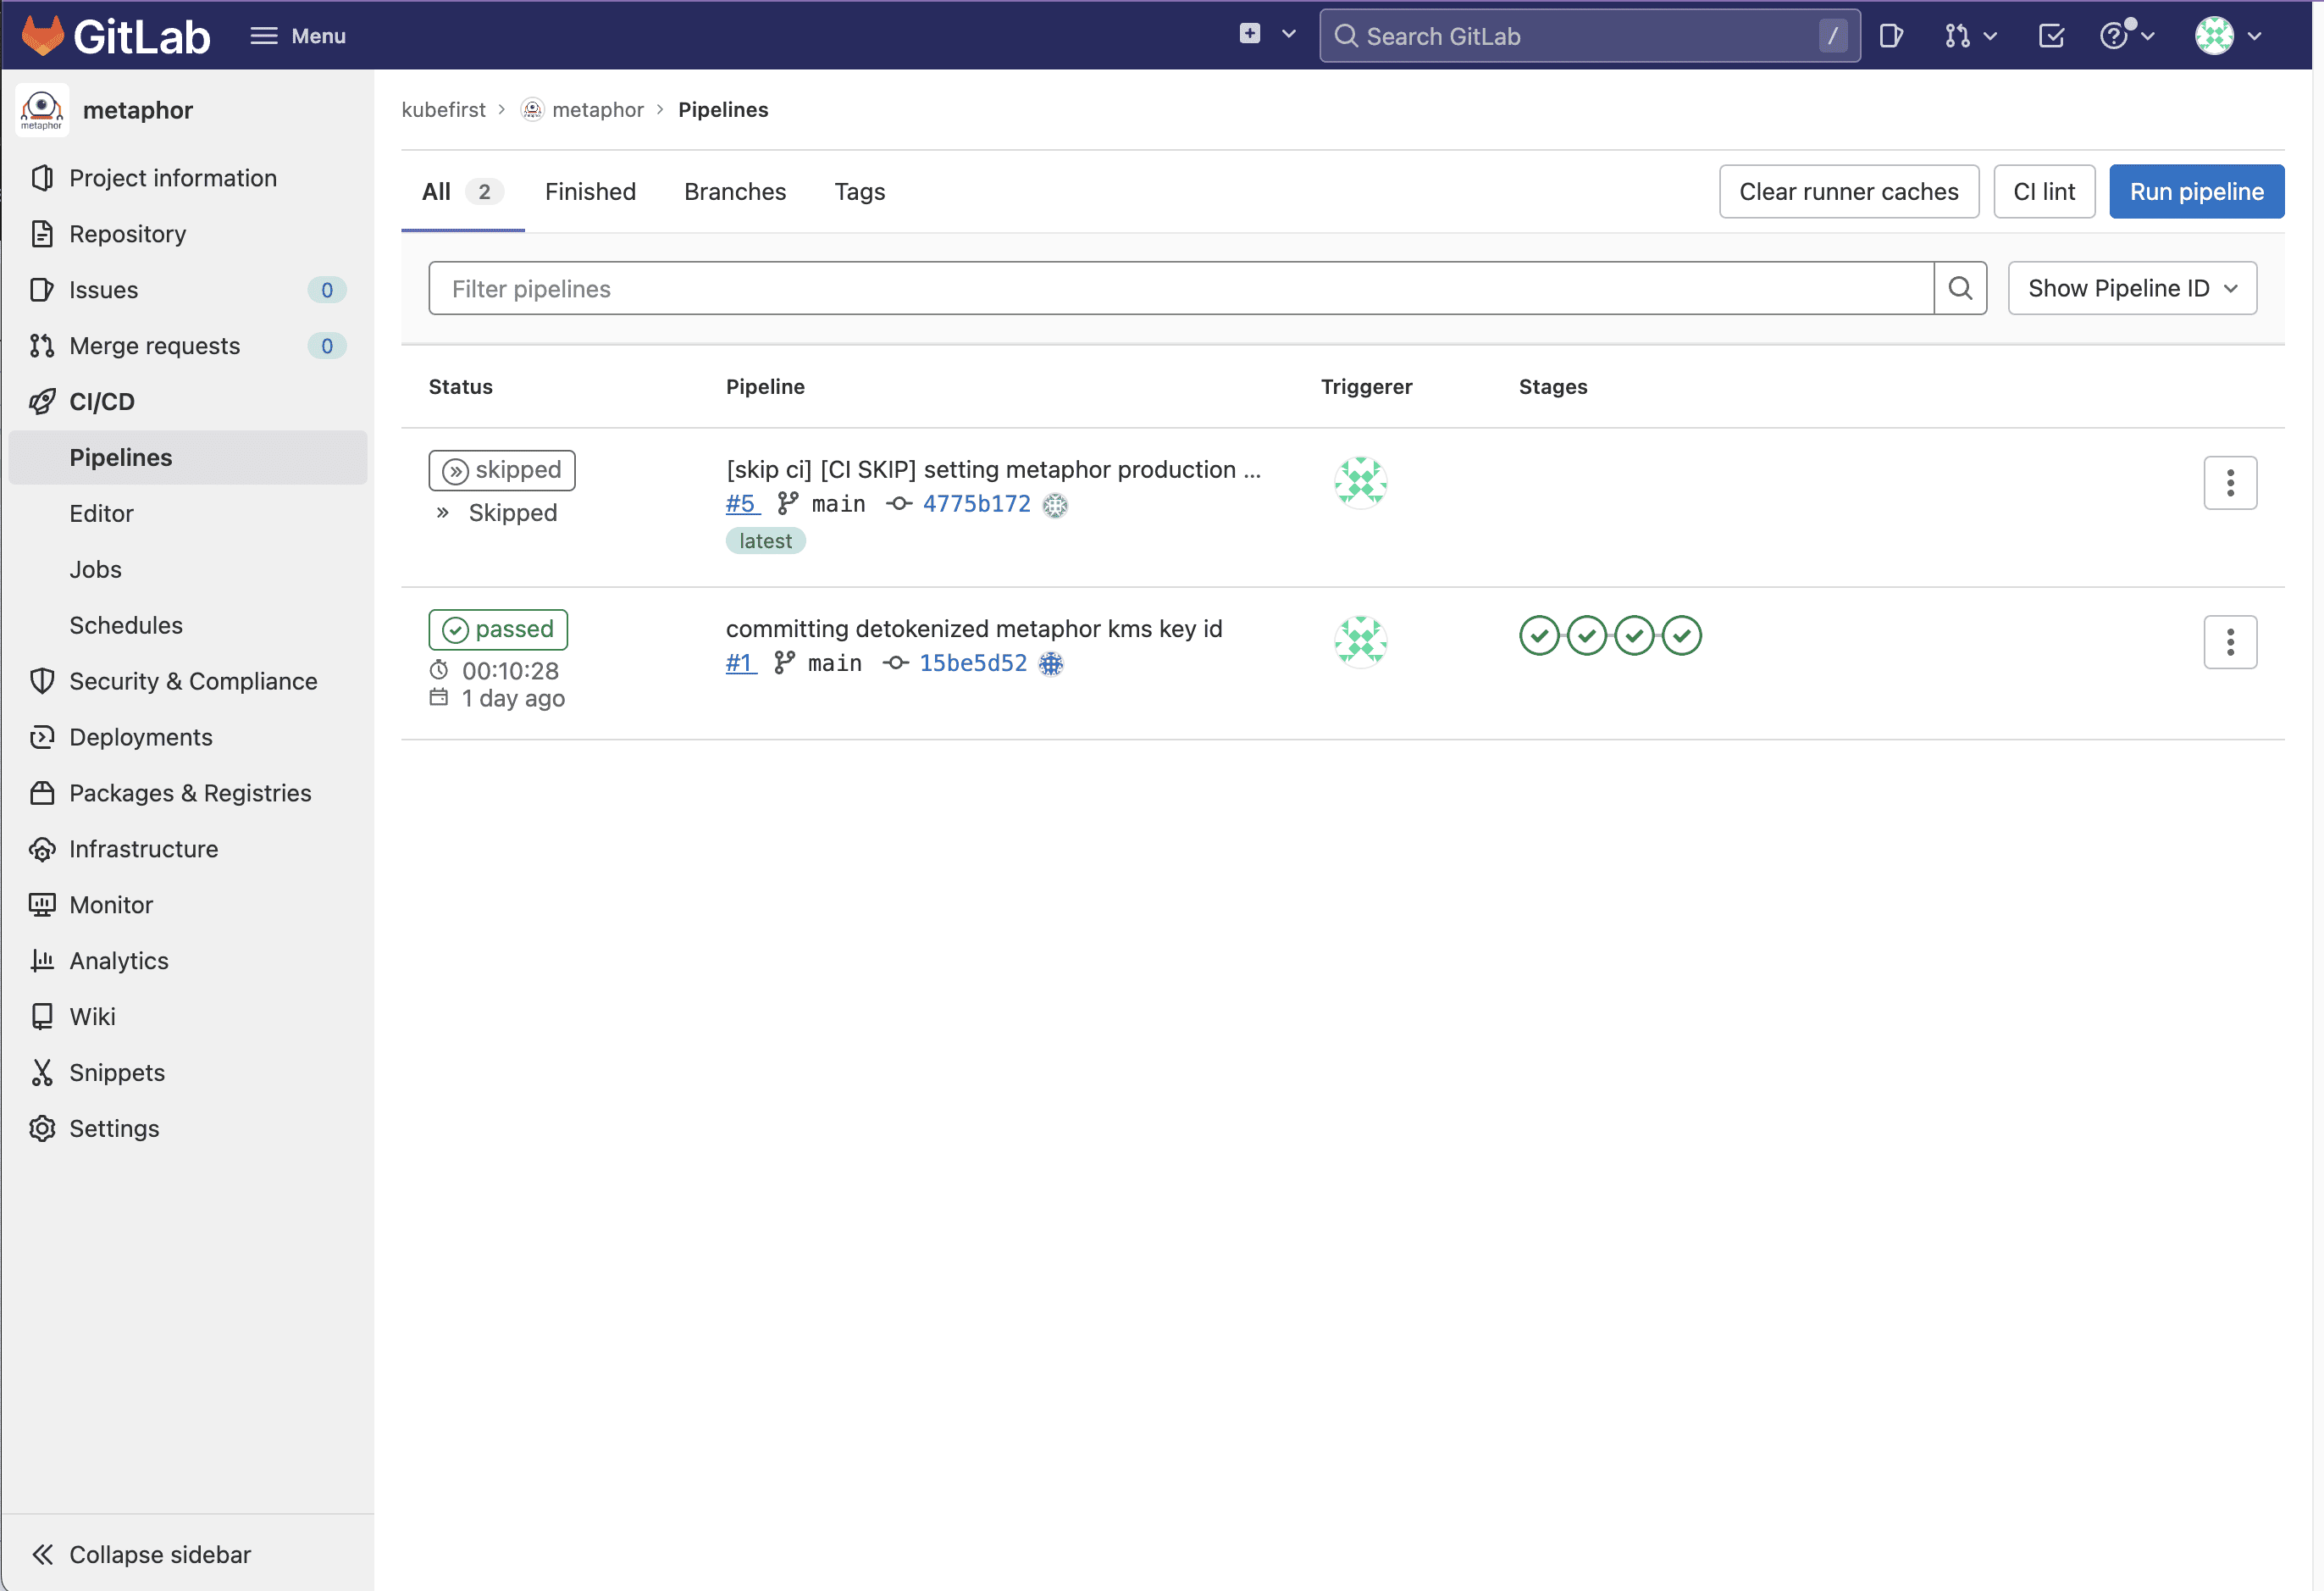 GitLab
Menu
Search GitLab
/
metaphor
metaphor
Project information
Repository
Issues 0
Merge requests 0
CI/CD
Pipelines
Editor
Jobs
Schedules
Security & Compliance
Deployments
Packages & Registries
Infrastructure
Monitor
Analytics
Wiki
Snippets
Settings
Collapse sidebar
kubefirst > metaphor > Pipelines
All 2 Finished Branches Tags
Clear runner caches CI lint Run pipeline
Filter pipelines
Show Pipeline ID
Status Pipeline Triggerer Stages
skipped
Skipped
[skip ci] [CI SKIP] setting metaphor production ...
#5 main 4775b172
latest
passed
00:10:28
1 day ago
committing detokenized metaphor kms key id
#1 main 15be5d52